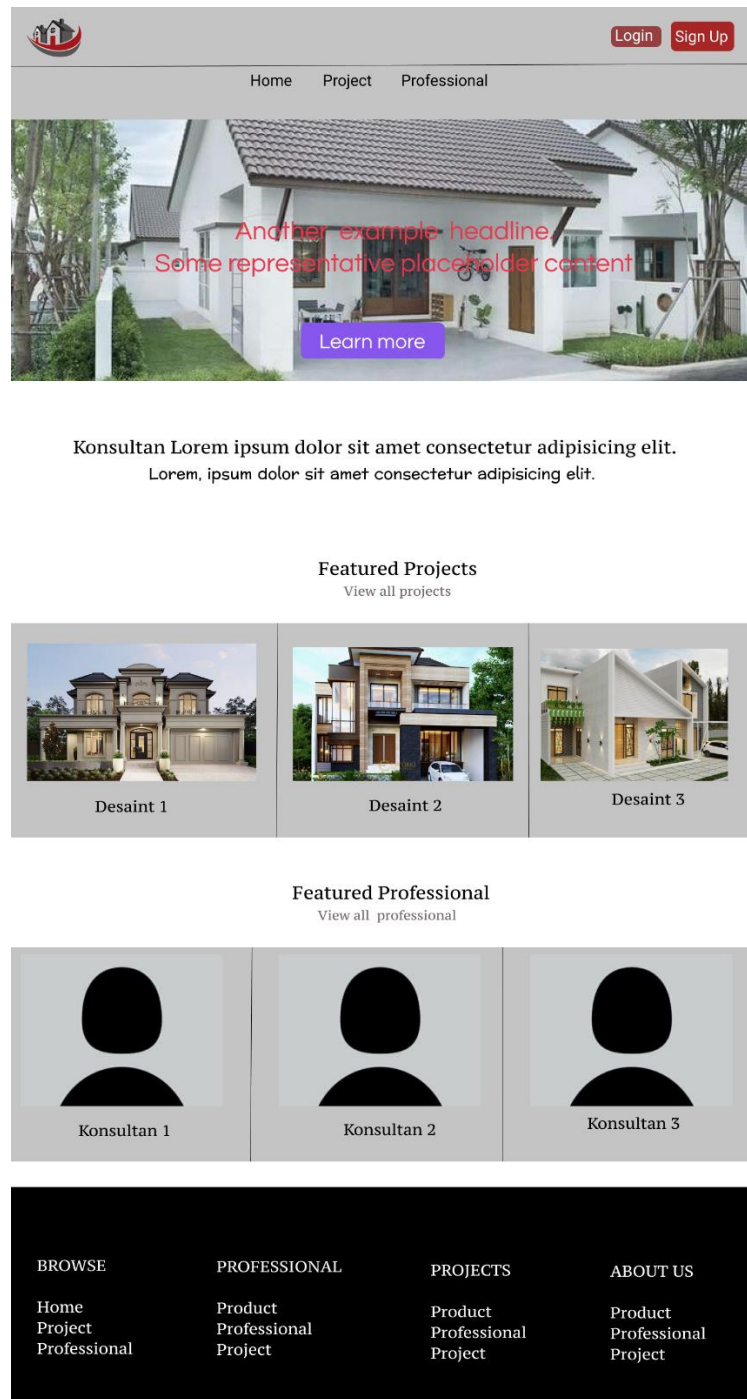 Login Sign Up
Home Project Professional
Another example headline.
Some representative placeholder content
Learn more
Konsultan Lorem ipsum dolor sit amet consectetur adipisicing elit.
Lorem, ipsum dolor sit amet consectetur adipisicing elit.
Featured Projects
View all projects
Desaint 1
Desaint 2
Desaint 3
Featured Professional
View all professional
Konsultan 1
Konsultan 2
Konsultan 3
BROWSE
Home
Project
Professional
PROFESSIONAL
Product
Professional
Project
PROJECTS
Product
Professional
Project
ABOUT US
Product
Professional
Project